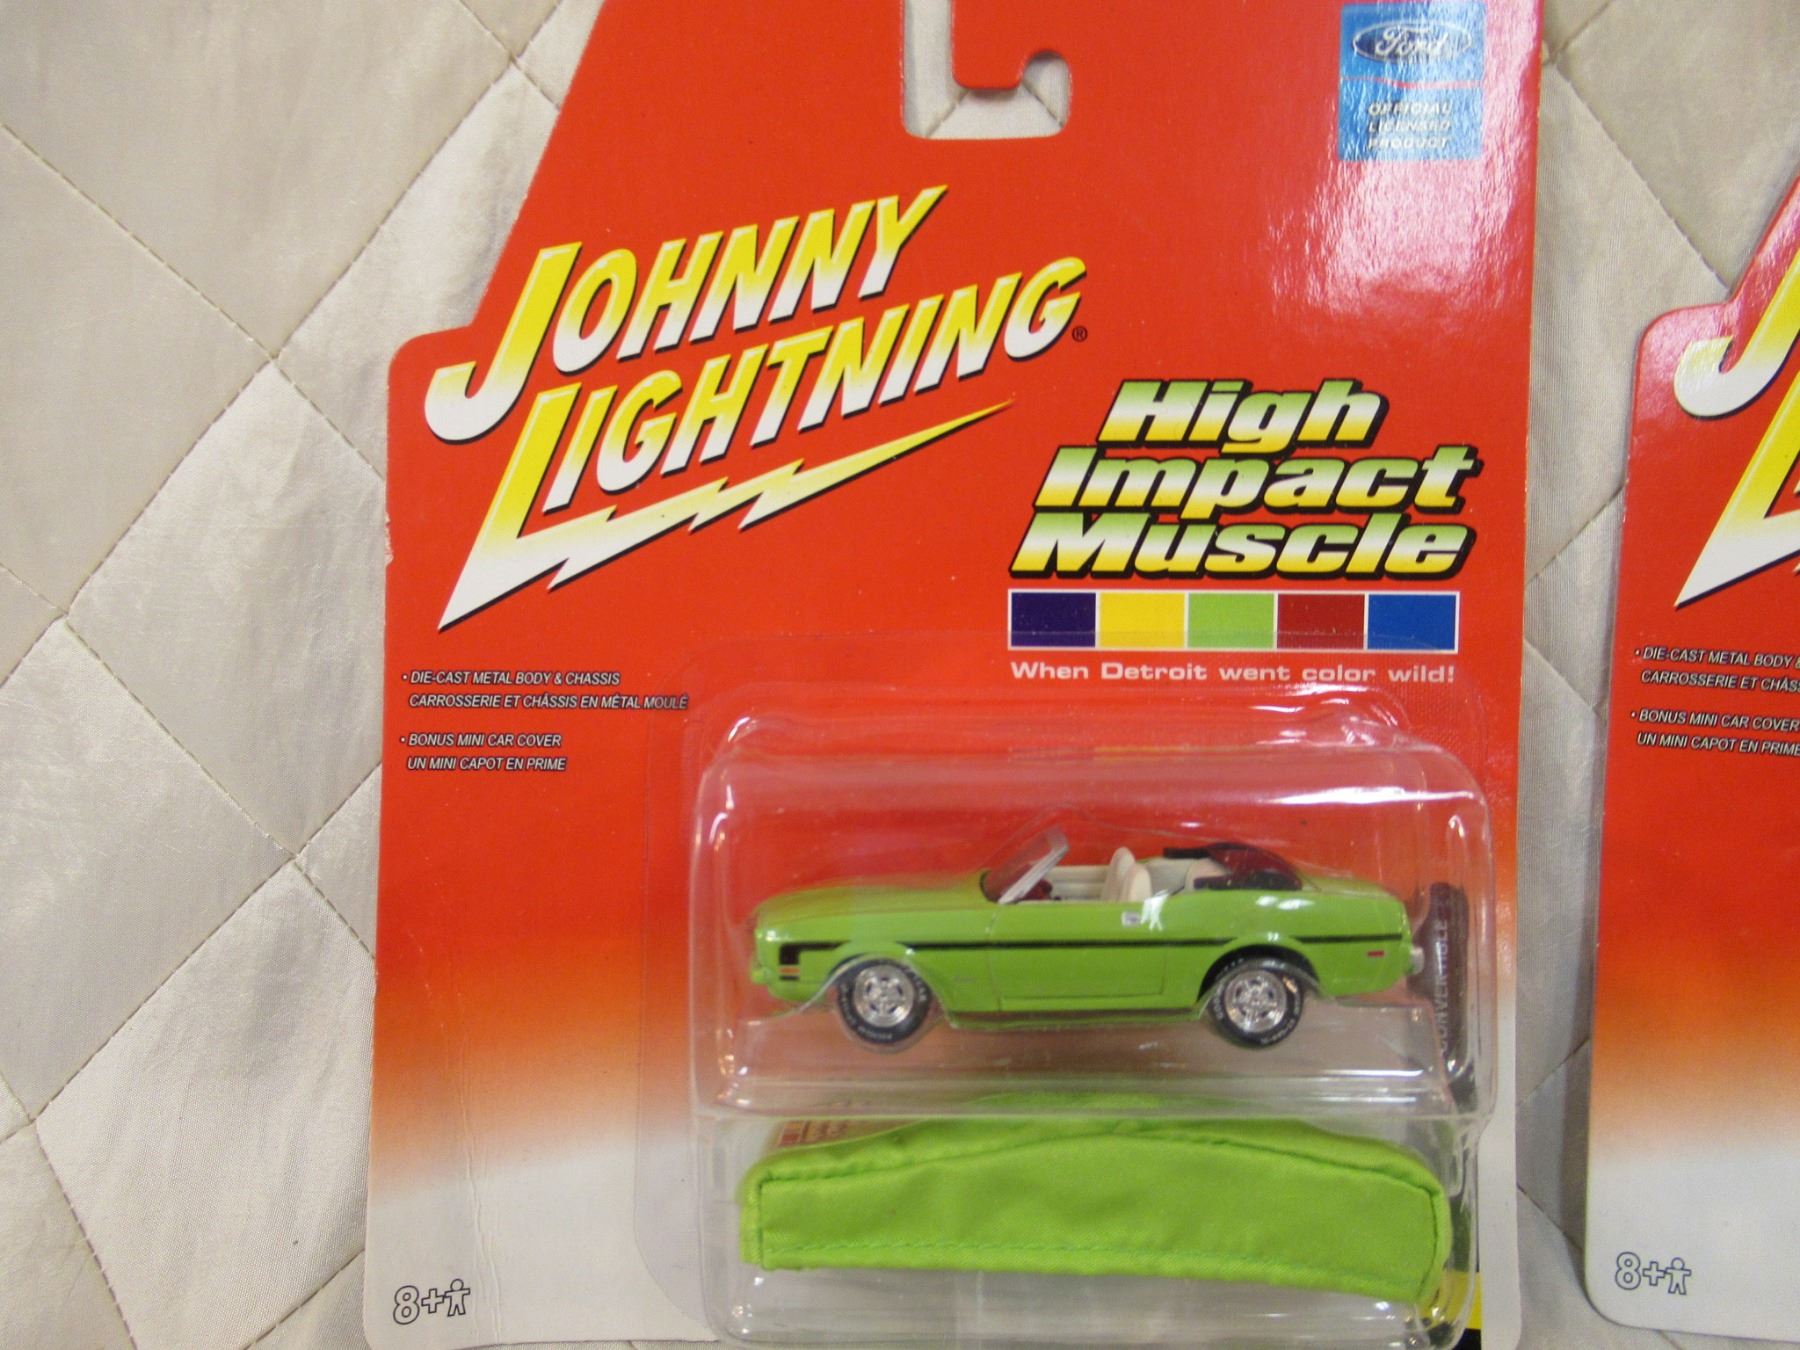 Ford
OFFICIAL
LICENSED
PRODUCT
JOHNNY
LIGHTNING®
High
Impact
Muscle
When Detroit went color wild!
• DIE-CAST METAL BODY & CHASSIS
CARROSSERIE ET CHÂSSIS EN MÉTAL MOULÉ
• BONUS MINI CAR COVER
UN MINI CAPOT EN PRIME
CONVERTIBLE
8+
• DIE-CAST METAL BODY &
CARROSSERIE ET
• BONUS MINI CAR COVER
UN MINI CAPOT EN PRIME
8+